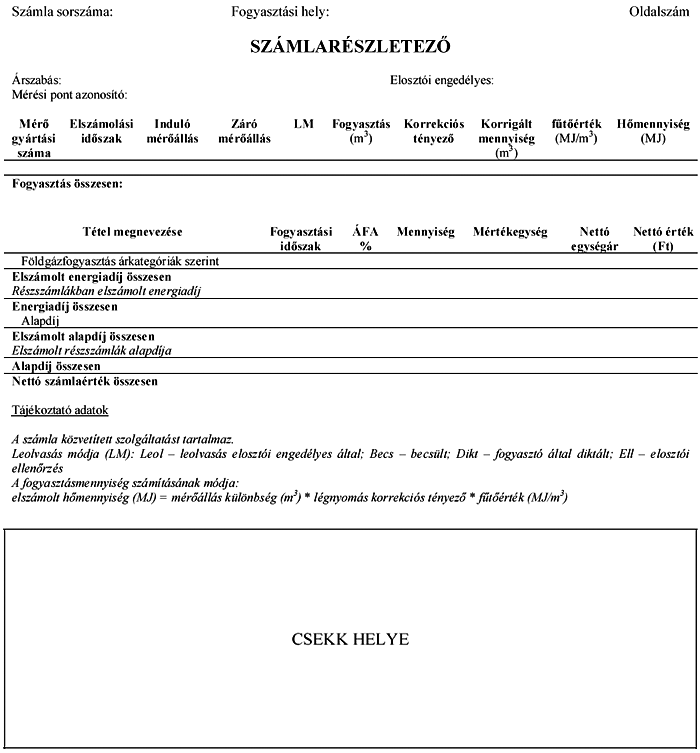 Számla sorszáma: Fogyasztási hely: Oldalszám
SZÁMLARÉSZLETEZŐ
Árszabás: Elosztói engedélyes:
Mérési pont azonosító:
Mérő Elszámolási Induló Záró LM Fogyasztás Korrekciós Korrigált fűtőérték Hőmennyiség
gyártási időszak mérőállás mérőállás (m³) tényező mennyiség (MJ/m³) (MJ)
száma (m³)
Fogyasztás összesen:
Tétel megnevezése Fogyasztási ÁFA Mennyiség Mértékegység Nettó Nettó érték
időszak % egységár (Ft)
Földgázfogyasztás árkategóriák szerint
Elszámolt energiadíj összesen
Részszámlákban elszámolt energiadíj
Energiadíj összesen
Alapdíj
Elszámolt alapdíj összesen
Elszámolt részszámlák alapdíja
Alapdíj összesen
Nettó számlaérték összesen
Tájékoztató adatok
A számla közvetített szolgáltatást tartalmaz.
Leolvasás módja (LM): Leol – leolvasás elosztói engedélyes által; Becs – becsült; Dikt – fogyasztó által diktált; Ell – elosztói
ellenőrzés
A fogyasztásmennyiség számításának módja:
elszámolt hőmennyiség (MJ) = mérőállás különbség (m³) * légnyomás korrekciós tényező * fűtőérték (MJ/m³)
CSEKK HELYE